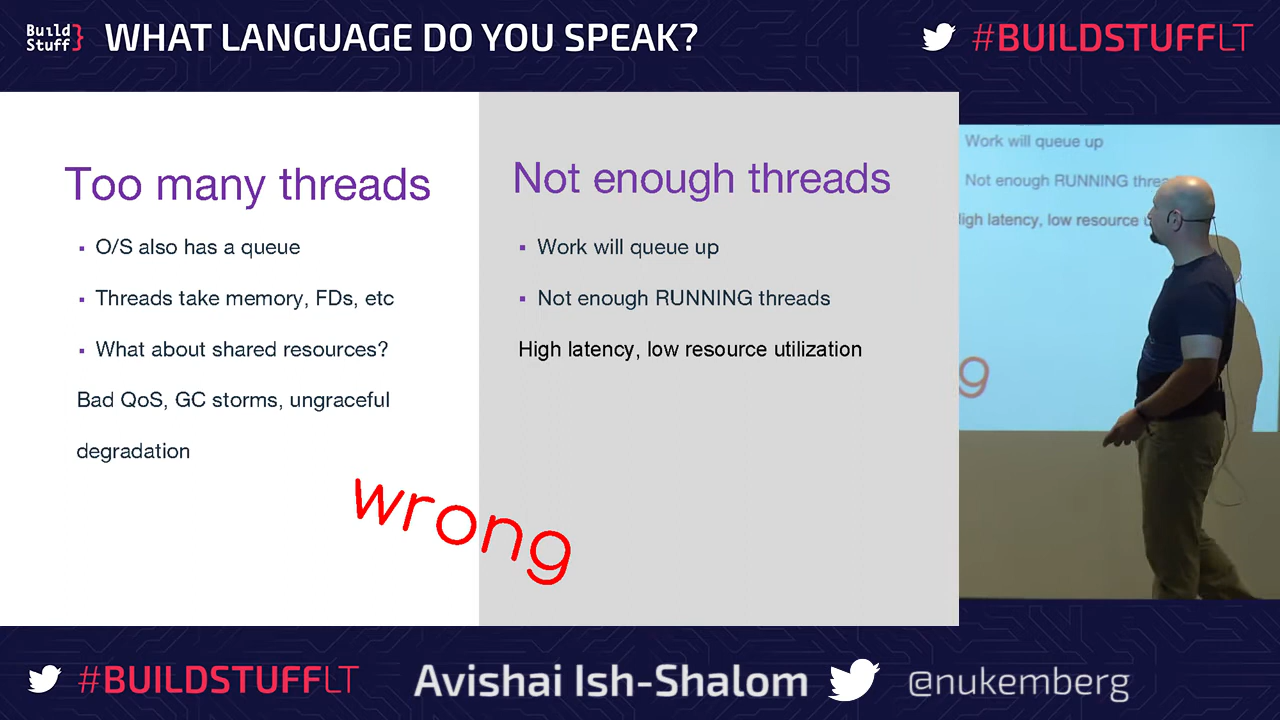 Build
Stuff}
WHAT LANGUAGE DO YOU SPEAK?
#BUILDSTUFFLT
Too many threads
▪ O/S also has a queue
▪ Threads take memory, FDs, etc
▪ What about shared resources?
Bad QoS, GC storms, ungraceful
degradation
Not enough threads
▪ Work will queue up
▪ Not enough RUNNING threads
High latency, low resource utilization
wrong
Work will queue up
Not enough RUNNING threa
High latency, low resource u
g
#BUILDSTUFFLT
Avishai Ish-Shalom
@nukemberg